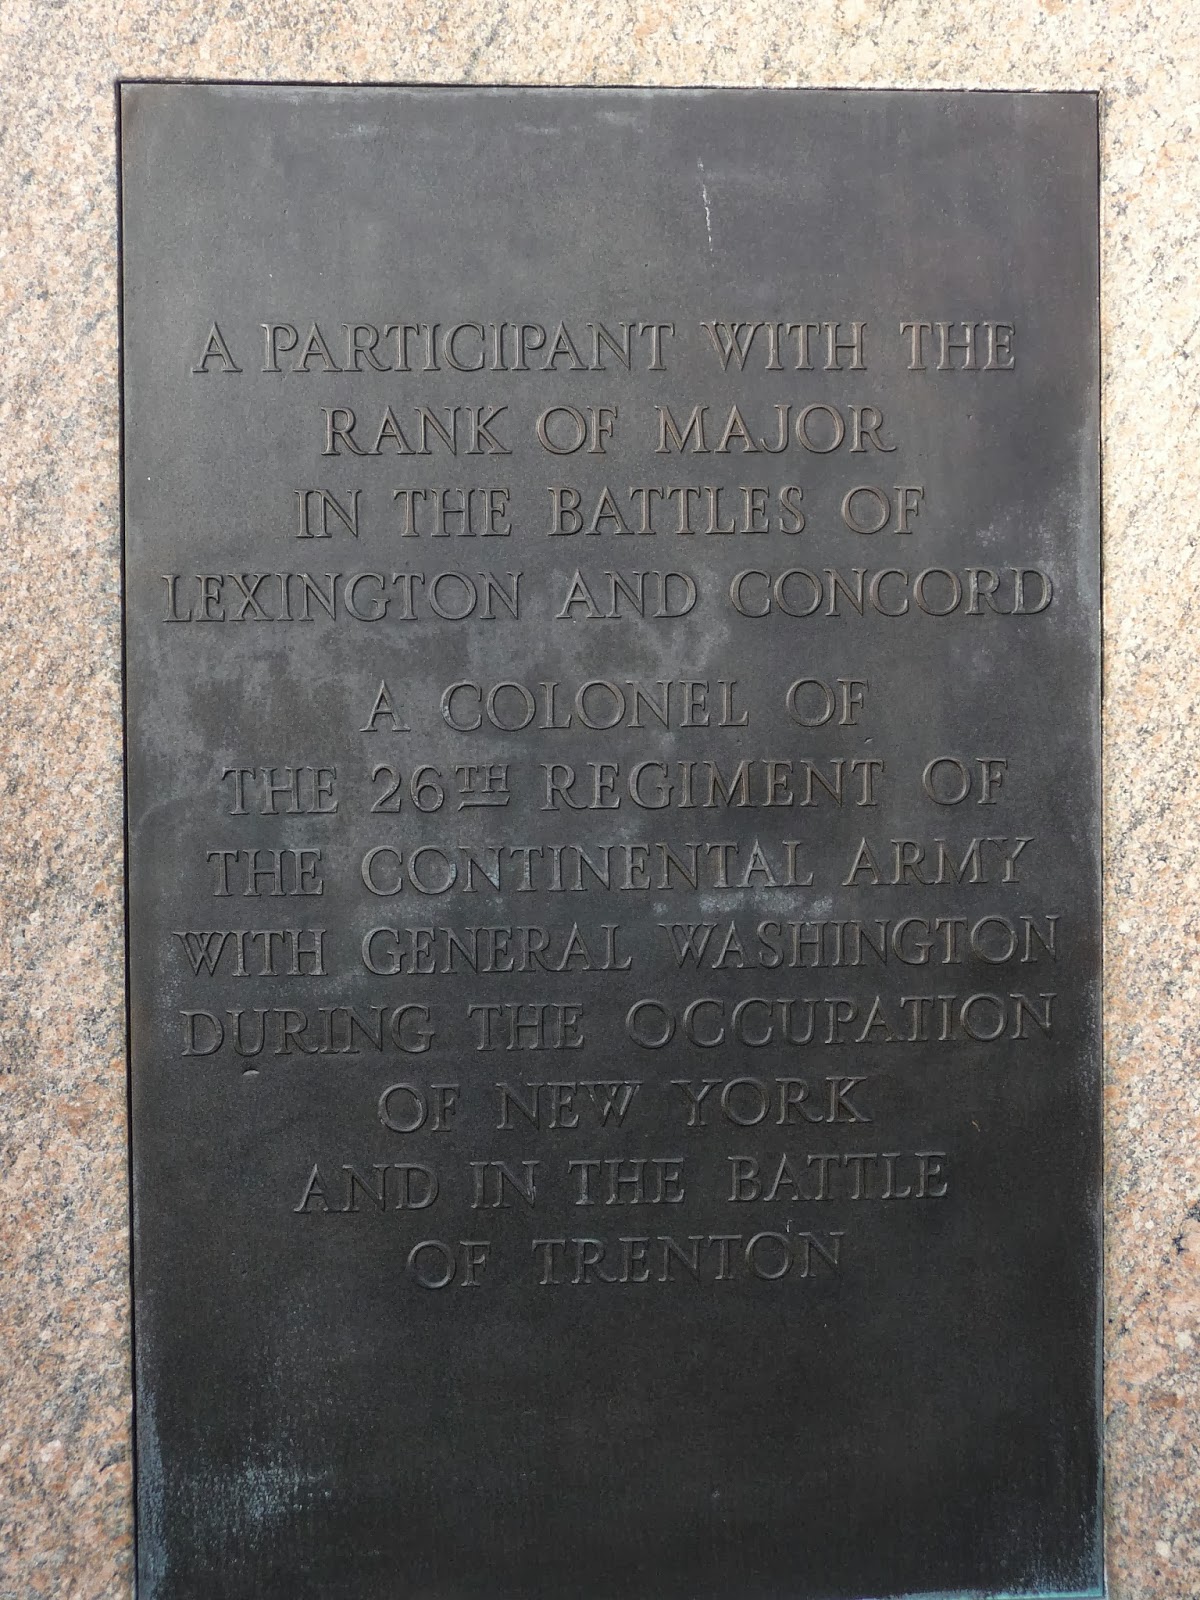 A PARTICIPANT WITH THE
RANK OF MAJOR
IN THE BATTLES OF
LEXINGTON AND CONCORD
A COLONEL OF
THE 26TH REGIMENT OF
THE CONTINENTAL ARMY
WITH GENERAL WASHINGTON
DURING THE OCCUPATION
OF NEW YORK
AND IN THE BATTLE
OF TRENTON